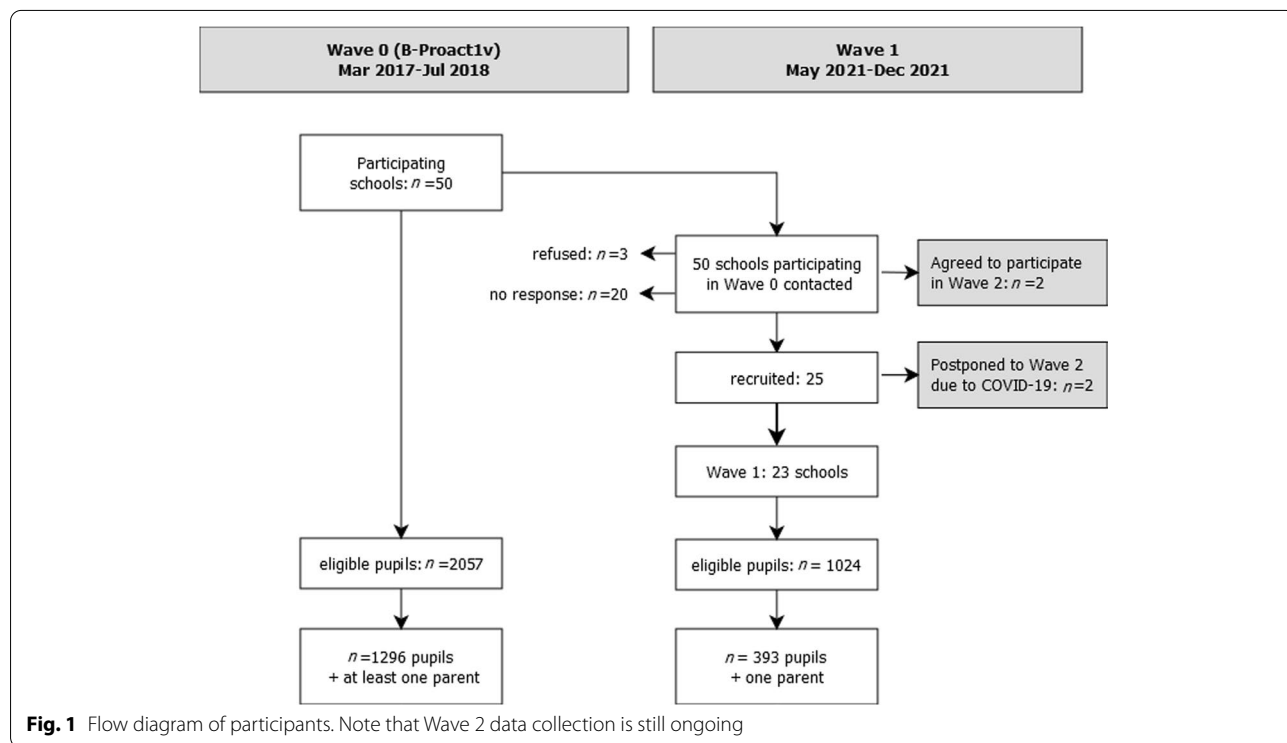 Wave 0 (B-Proact1v)
Mar 2017-Jul 2018
Wave 1
May 2021-Dec 2021
Participating
schools: n =50
refused: n=3
no response: n=20
50 schools participating
in Wave 0 contacted
Agreed to participate
in Wave 2: n=2
recruited: 25
Postponed to Wave 2
due to COVID-19: n=2
Wave 1: 23 schools
eligible pupils: n =2057
eligible pupils: n = 1024
n =1296 pupils
+ at least one parent
n = 393 pupils
+ one parent
Fig. 1 Flow diagram of participants. Note that Wave 2 data collection is still ongoing